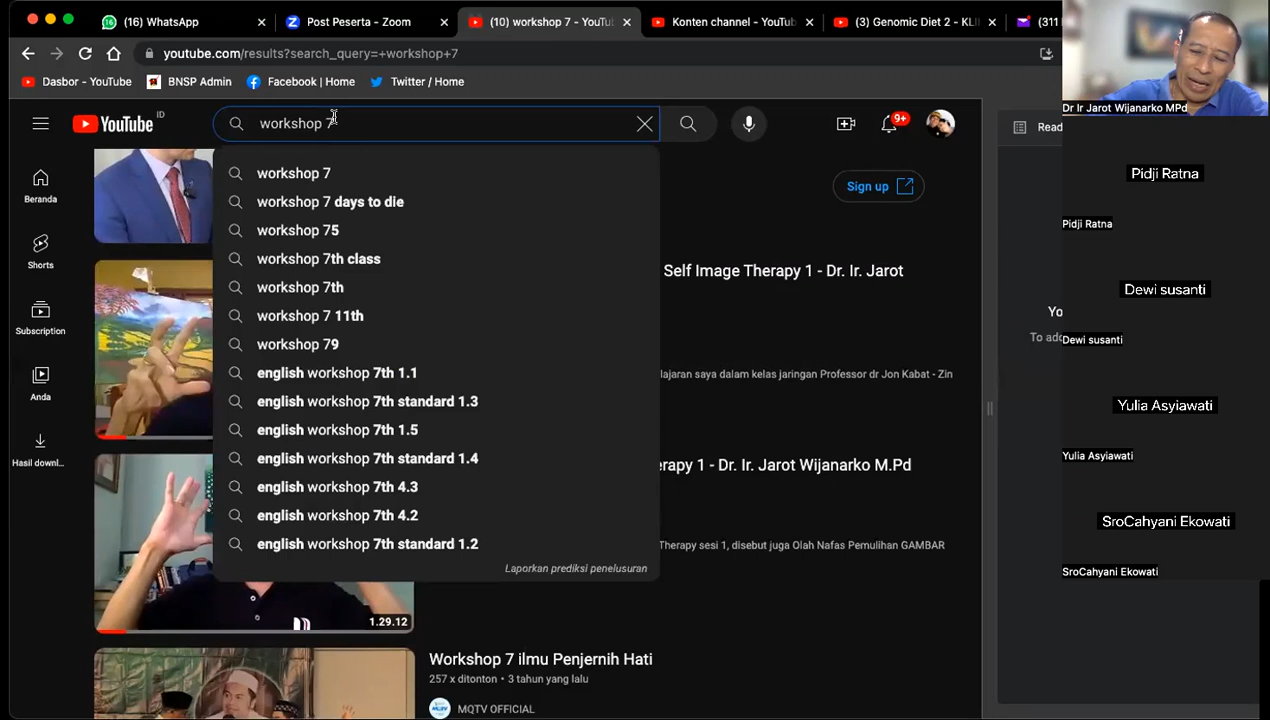 (16) WhatsApp
Post Peserta - Zoom
(10) workshop 7 - YouTu
Konten channel - YouTub
(3) Genomic Diet 2 - KLI
(311
youtube.com/results?search_query=+workshop+7
Dasbor - YouTube
BNSP Admin
Facebook | Home
Twitter / Home
Dr Ir Jarot Wijanarko MPd
YouTube ID
workshop 7
9+
Read
Beranda
Shorts
Subscription
Anda
Hasil downl...
workshop 7
workshop 7 days to die
workshop 75
workshop 7th class
workshop 7th
workshop 7 11th
workshop 79
english workshop 7th 1.1
english workshop 7th standard 1.3
english workshop 7th 1.5
english workshop 7th standard 1.4
english workshop 7th 4.3
english workshop 7th 4.2
english workshop 7th standard 1.2
Laporkan prediksi penelusuran
Sign up
Self Image Therapy 1 - Dr. Ir. Jarot
lajaran saya dalam kelas jaringan Professor dr Jon Kabat - Zin
erapy 1 - Dr. Ir. Jarot Wijanarko M.Pd
Therapy sesi 1, disebut juga Olah Nafas Pemulihan GAMBAR
1.29.12
Workshop 7 ilmu Penjernih Hati
257 x ditonton • 3 tahun yang lalu
MQTV OFFICIAL
Yo
To add
Pidji Ratna
Pidji Ratna
Dewi susanti
Dewi susanti
Yulia Asyiawati
Yulia Asyiawati
SroCahyani Ekowati
SroCahyani Ekowati